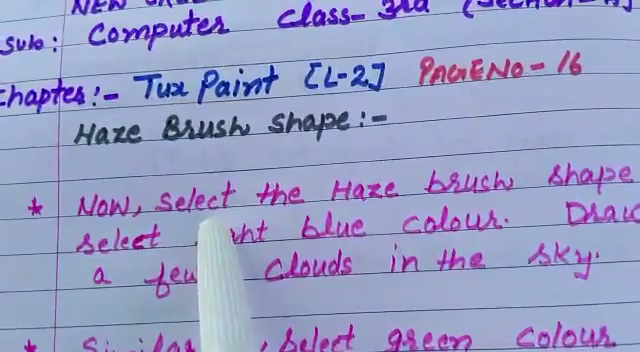 Sub: Computer Class- 3rd
Chapter:- Tux Paint [L-2] PAGE NO - 16
Haze Brush shape:-
* Now, select the Haze brush shape
select blue colour. Draw
a few clouds in the sky.
* , select green colour